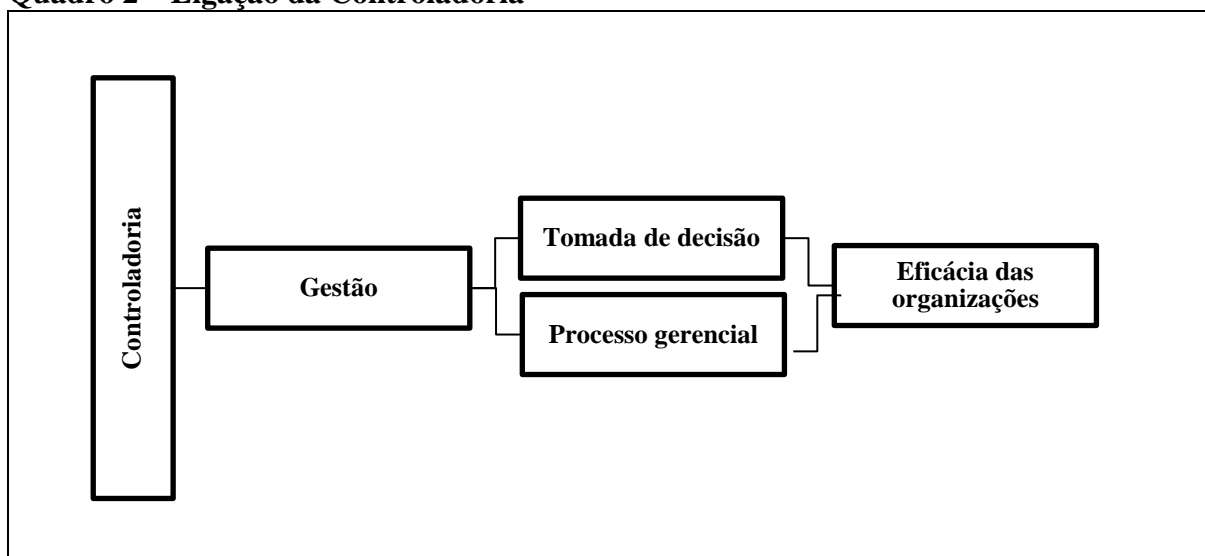 Quadro 2 – Ligação da Controladoria
Controladoria
Gestão
Tomada de decisão
Processo gerencial
Eficácia das
organizações